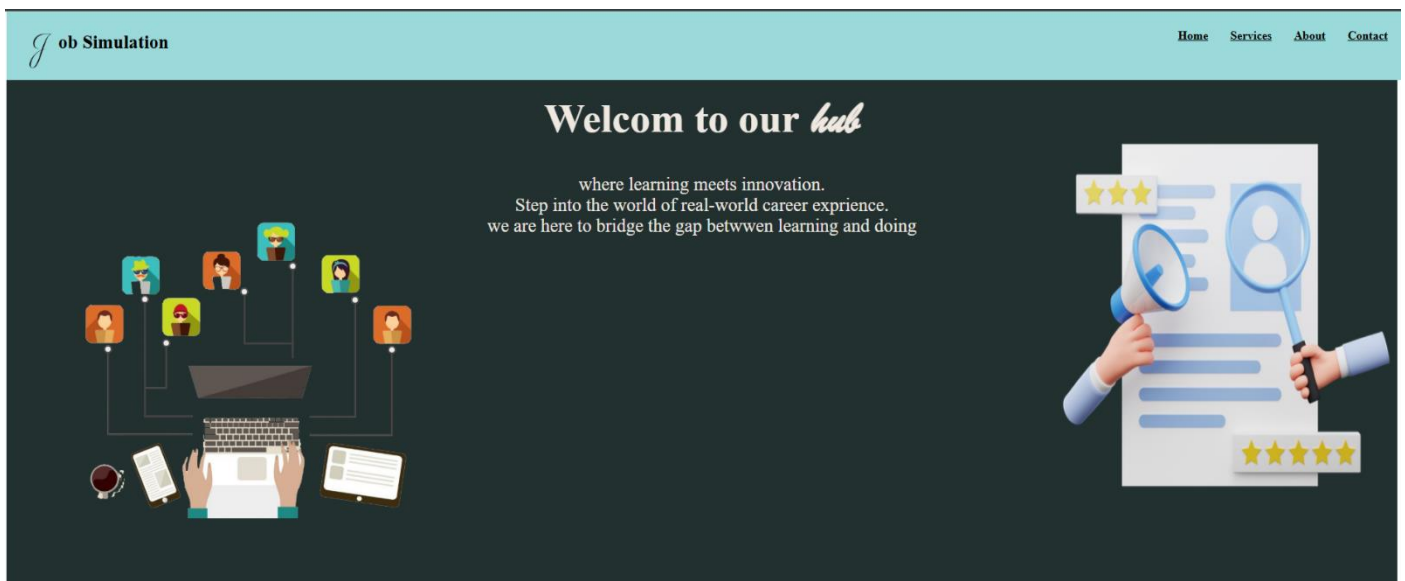 Job Simulation
Home Services About Contact
Welcom to our hub
where learning meets innovation.
Step into the world of real-world career exprience.
we are here to bridge the gap betwwen learning and doing